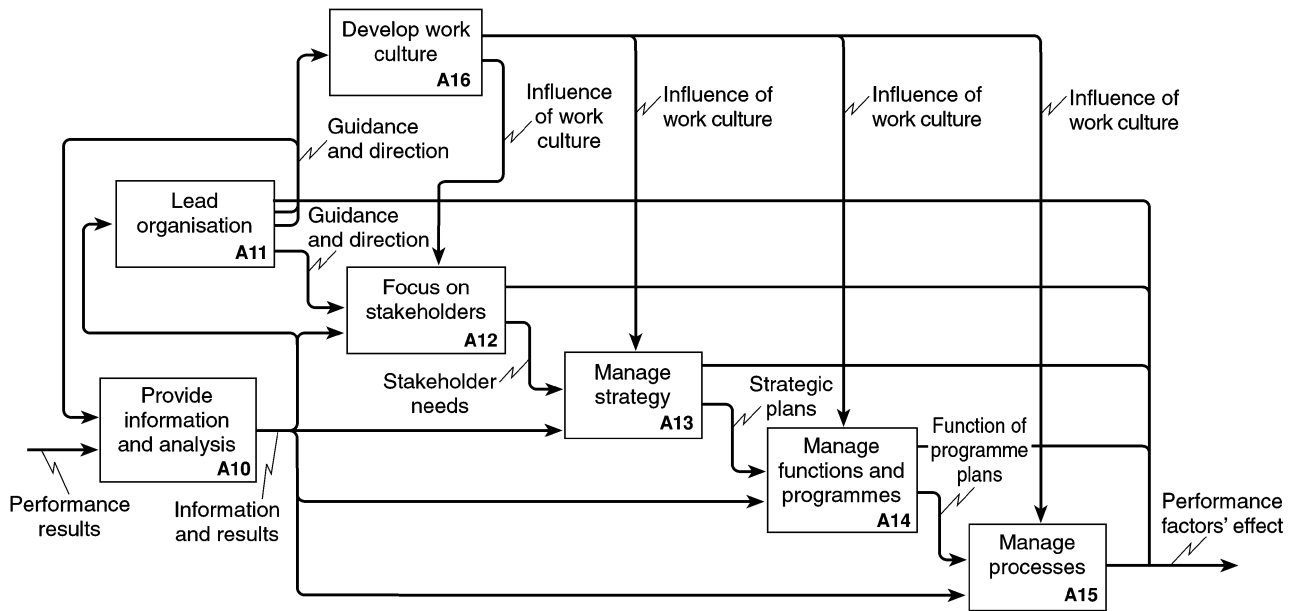 Develop work
culture
A16
Influence
of work
culture
Influence of
work culture
Influence of
work culture
Influence of
work culture
Guidance
and direction
Lead
organisation
A11
Guidance
and direction
Focus on
stakeholders
A12
Stakeholder
needs
Manage
strategy
A13
Strategic
plans
Provide
information
and analysis
A10
Performance
results
Information
and results
Manage
functions and
programmes
A14
Function of
programme
plans
Manage
processes
A15
Performance
factors’ effect